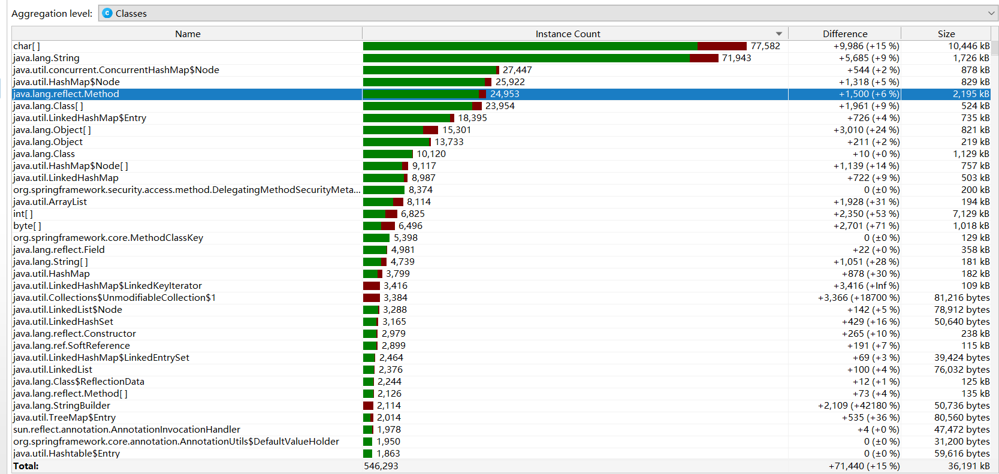 Aggregation level: C Classes
Name Instance Count Difference Size
char[ ] 77,582 +9,986 (+15 %) 10,446 kB
java.lang.String 71,943 +5,685 (+9 %) 1,726 kB
java.util.concurrent.ConcurrentHashMap$Node 27,447 +544 (+2 %) 878 kB
java.util.HashMap$Node 25,922 +1,318 (+5 %) 829 kB
java.lang.reflect.Method 24,953 +1,500 (+6 %) 2,195 kB
java.lang.Class[ ] 23,954 +1,961 (+9 %) 524 kB
java.util.LinkedHashMap$Entry 18,395 +726 (+4 %) 735 kB
java.lang.Object[ ] 15,301 +3,010 (+24 %) 821 kB
java.lang.Object 13,733 +211 (+2 %) 219 kB
java.lang.Class 10,120 +10 (+0 %) 1,129 kB
java.util.HashMap$Node[ ] 9,117 +1,139 (+14 %) 757 kB
java.util.LinkedHashMap 8,987 +722 (+9 %) 503 kB
org.springframework.security.access.method.DelegatingMethodSecurityMeta... 8,374 0 (±0 %) 200 kB
java.util.ArrayList 8,114 +1,928 (+31 %) 194 kB
int[ ] 6,825 +2,350 (+53 %) 7,129 kB
byte[ ] 6,496 +2,701 (+71 %) 1,018 kB
org.springframework.core.MethodClassKey 5,398 0 (±0 %) 129 kB
java.lang.reflect.Field 4,981 +22 (+0 %) 358 kB
java.lang.String[ ] 4,739 +1,051 (+28 %) 181 kB
java.util.HashMap 3,799 +878 (+30 %) 182 kB
java.util.LinkedHashMap$LinkedKeyIterator 3,416 +3,416 (+Inf %) 109 kB
java.util.Collections$UnmodifiableCollection$1 3,384 +3,366 (+18700 %) 81,216 bytes
java.util.LinkedList$Node 3,288 +142 (+5 %) 78,912 bytes
java.util.LinkedHashSet 3,165 +429 (+16 %) 50,640 bytes
java.lang.reflect.Constructor 2,979 +265 (+10 %) 238 kB
java.lang.ref.SoftReference 2,899 +191 (+7 %) 115 kB
java.util.LinkedHashMap$LinkedEntrySet 2,464 +69 (+3 %) 39,424 bytes
java.util.LinkedList 2,376 +100 (+4 %) 76,032 bytes
java.lang.Class$ReflectionData 2,244 +12 (+1 %) 125 kB
java.lang.reflect.Method[ ] 2,126 +73 (+4 %) 135 kB
java.lang.StringBuilder 2,114 +2,109 (+42180 %) 50,736 bytes
java.util.TreeMap$Entry 2,014 +535 (+36 %) 80,560 bytes
sun.reflect.annotation.AnnotationInvocationHandler 1,978 +4 (+0 %) 47,472 bytes
org.springframework.core.annotation.AnnotationUtils$DefaultValueHolder 1,950 0 (±0 %) 31,200 bytes
java.util.Hashtable$Entry 1,863 0 (±0 %) 59,616 bytes
Total: 546,293 +71,440 (+15 %) 36,191 kB